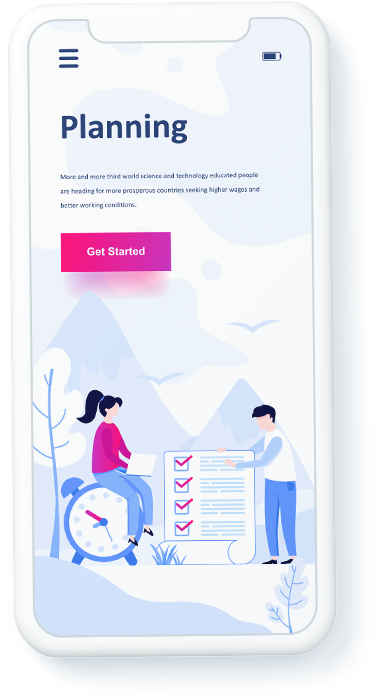 Planning
More and more third world science and technology educated people
are heading for more prosperous countries seeking higher wages and
better working conditions.
Get Started